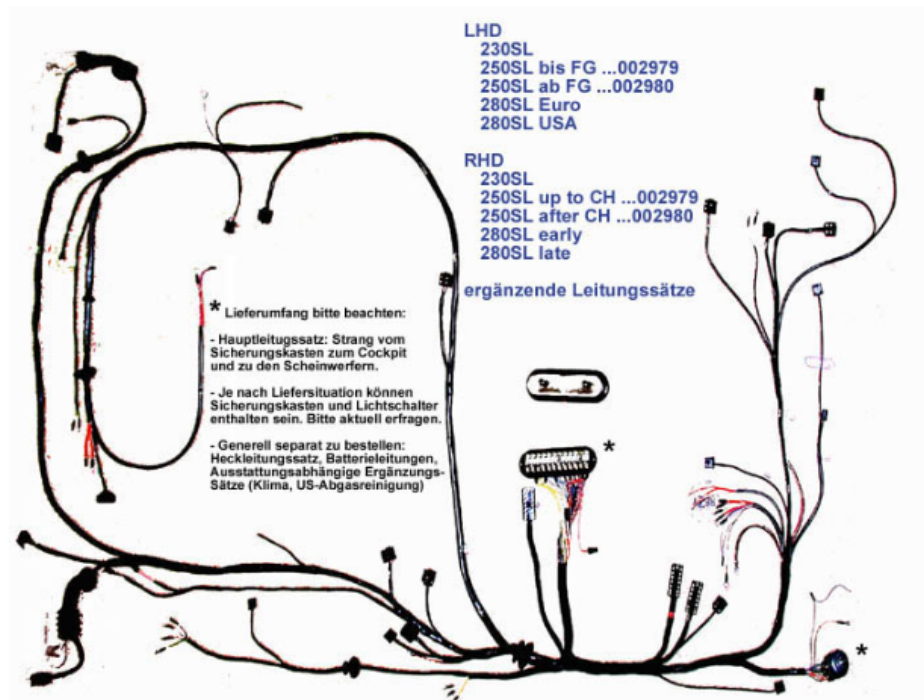 LHD
230SL
250SL bis FG ...002979
250SL ab FG ...002980
280SL Euro
280SL USA
RHD
230SL
250SL up to CH ...002979
250SL after CH ...002980
280SL early
280SL late
ergänzende Leitungssätze
* Lieferumfang bitte beachten:
- Hauptleitugssatz: Strang vom
Sicherungskasten zum Cockpit
und zu den Scheinwerfern.
- Je nach Liefersituation können
Sicherungskasten und Lichtschalter
enthalten sein. Bitte aktuell erfragen.
- Generell separat zu bestellen:
Heckleitungssatz, Batterieleitungen,
Ausstattungsabhängige Ergänzungs-
Sätze (Klima, US-Abgasreinigung)
*
*